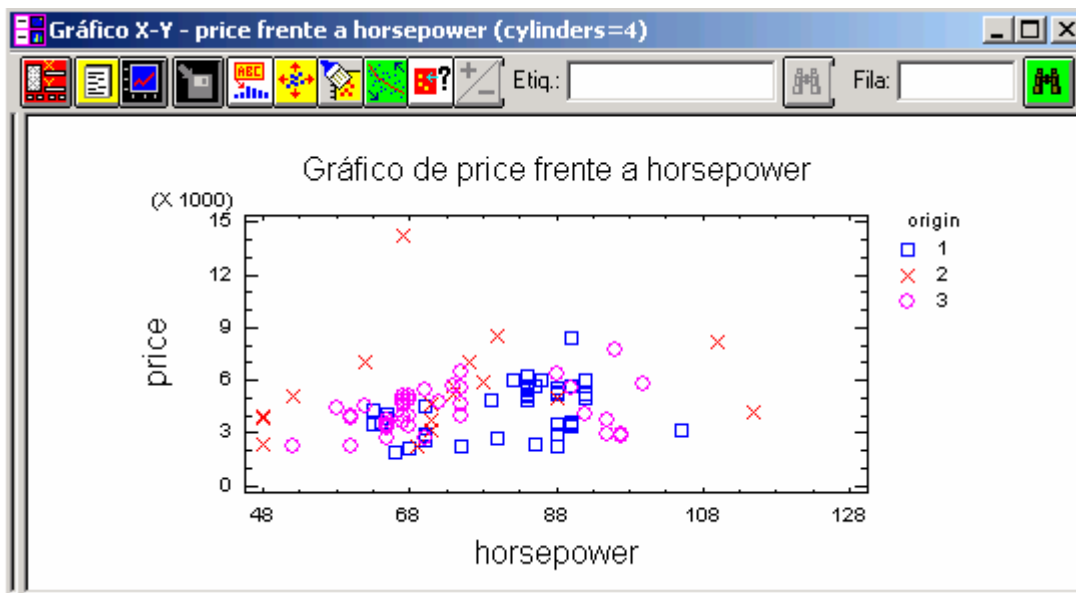 Gráfico X-Y - price frente a horsepower (cylinders=4)
ABC
?
Etiq.:
Fila:
Gráfico de price frente a horsepower
(X 1000)
15
12
9
6
3
0
price
48 68 88 108 128
horsepower
origin
1
2
3